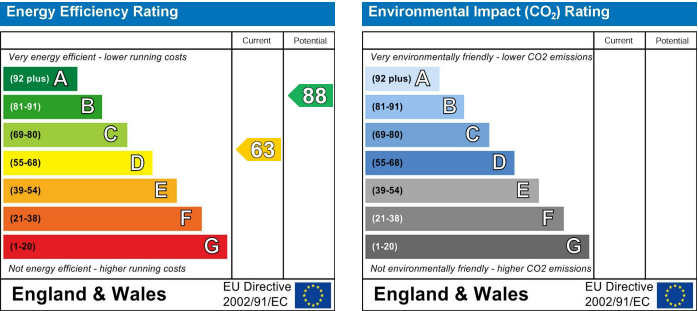 Energy Efficiency Rating
Current Potential
Very energy efficient - lower running costs
(92 plus) A
(81-91) B
88
(69-80) C
63
(55-68) D
(39-54) E
(21-38) F
(1-20) G
Not energy efficient - higher running costs
England & Wales
EU Directive
2002/91/EC
Environmental Impact (CO₂) Rating
Current Potential
Very environmentally friendly - lower CO2 emissions
(92 plus) A
(81-91) B
(69-80) C
(55-68) D
(39-54) E
(21-38) F
(1-20) G
Not environmentally friendly - higher CO2 emissions
England & Wales
EU Directive
2002/91/EC